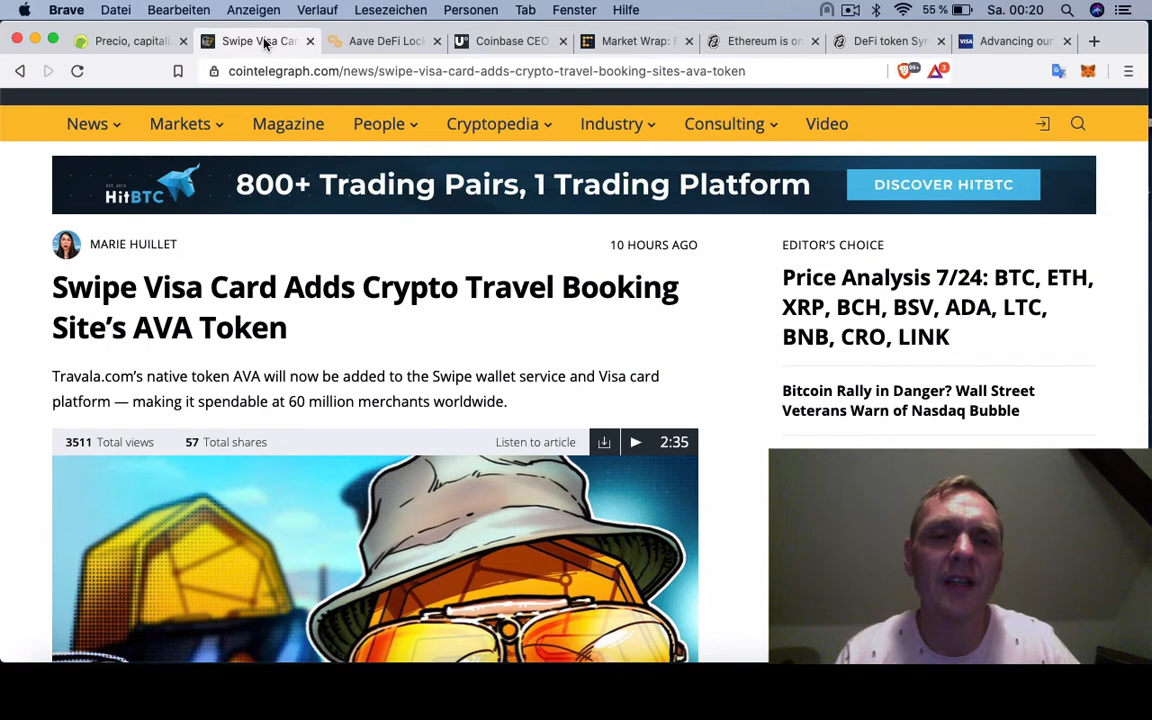 Brave Datei Bearbeiten Anzeigen Verlauf Lesezeichen Personen Tab Fenster Hilfe 55 % Sa. 00:20
Precio, capitali Swipe Visa Car Aave DeFi Lock Coinbase CEO Market Wrap: E Ethereum is on DeFi token Syn VISA Advancing our
cointelegraph.com/news/swipe-visa-card-adds-crypto-travel-booking-sites-ava-token 99+ 3
News Markets Magazine People Cryptopedia Industry Consulting Video
HitBTC 800+ Trading Pairs, 1 Trading Platform DISCOVER HITBTC
MARIE HUILLET 10 HOURS AGO
Swipe Visa Card Adds Crypto Travel Booking
Site’s AVA Token
Travala.com’s native token AVA will now be added to the Swipe wallet service and Visa card
platform — making it spendable at 60 million merchants worldwide.
3511 Total views 57 Total shares Listen to article 2:35
EDITOR’S CHOICE
Price Analysis 7/24: BTC, ETH,
XRP, BCH, BSV, ADA, LTC,
BNB, CRO, LINK
Bitcoin Rally in Danger? Wall Street
Veterans Warn of Nasdaq Bubble